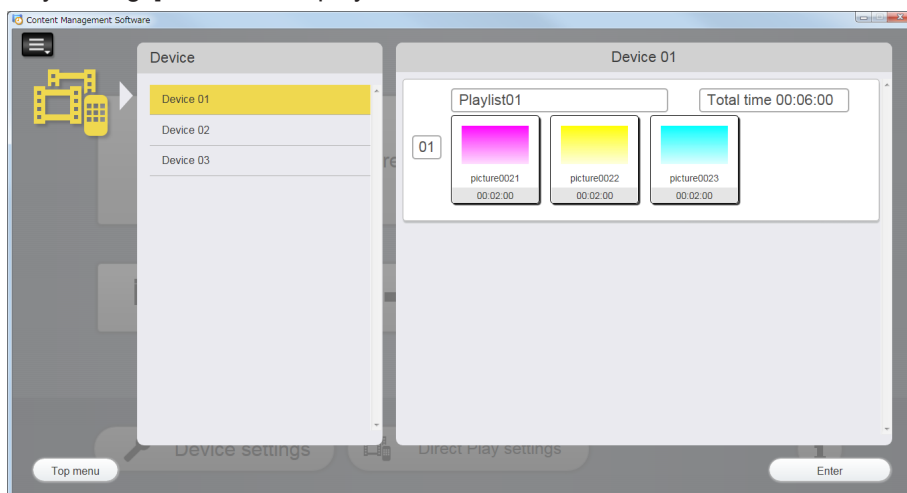 Content Management Software
Device
Device 01
Device 02
Device 03
Device 01
Playlist01
Total time 00:06:00
01
picture0021
picture0022
picture0023
00:02:00
00:02:00
00:02:00
Device settings
Direct Play settings
Top menu
Enter